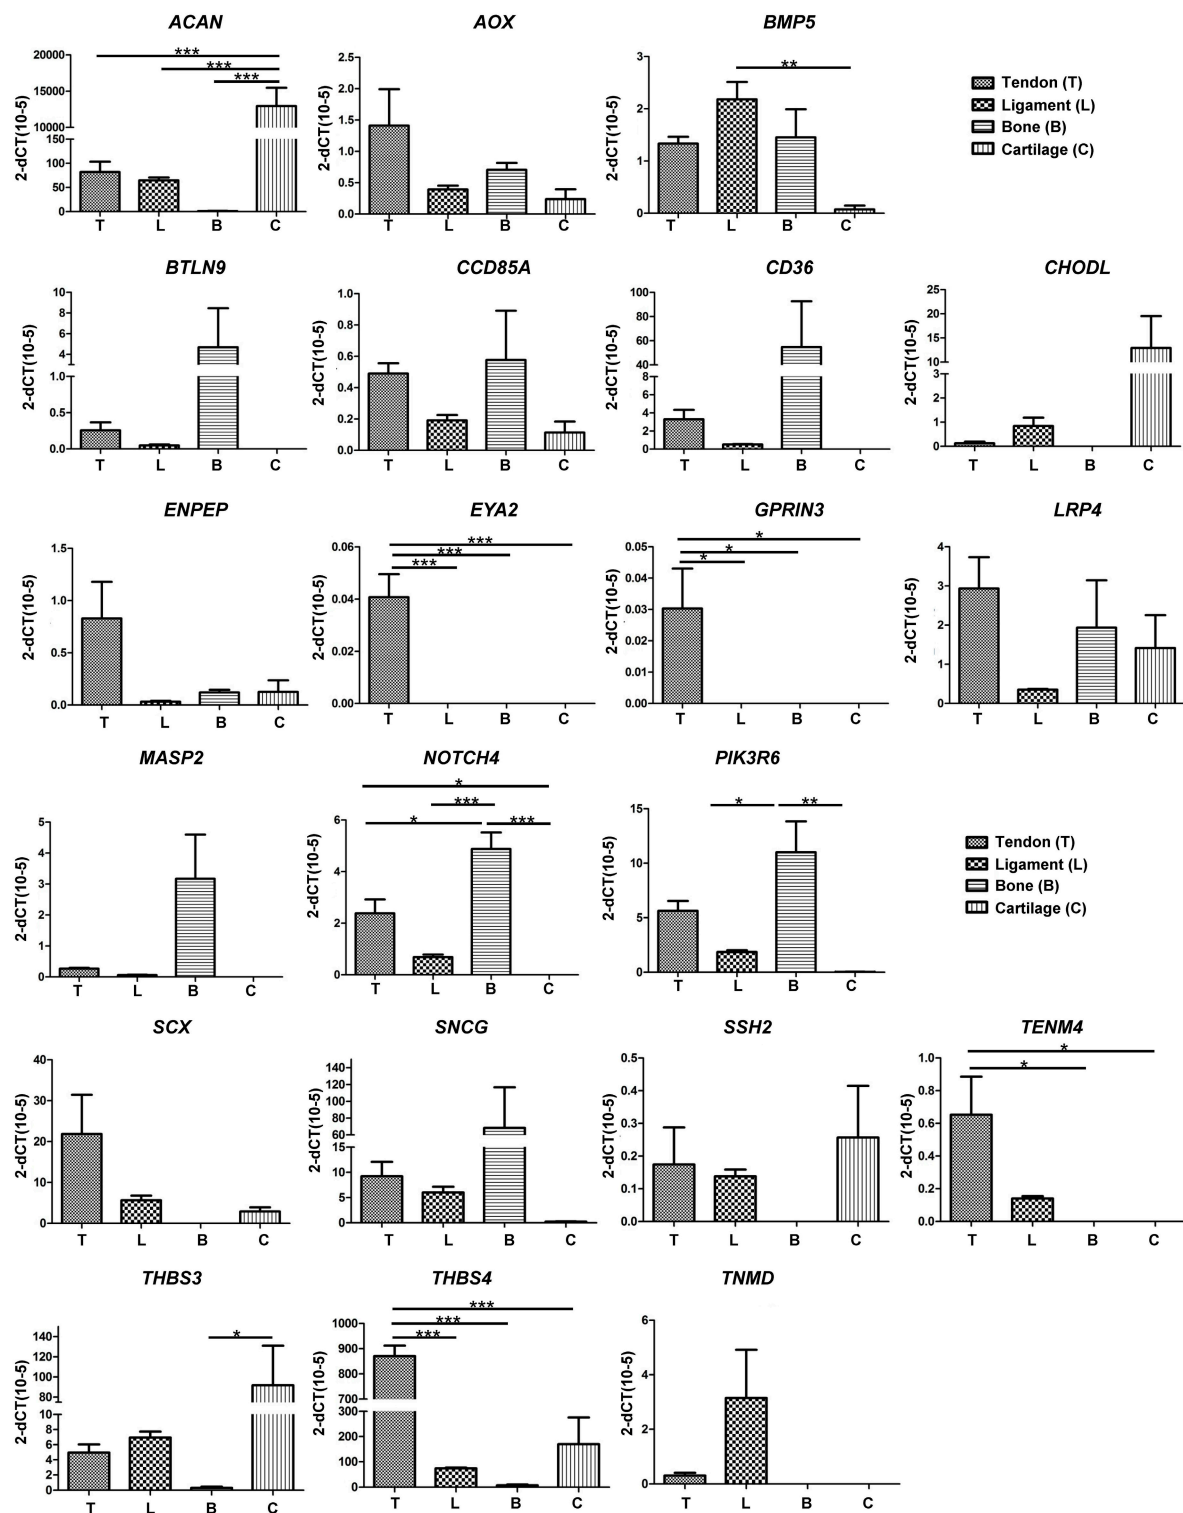 ACAN
2-dCT(10-5)
20000
15000
10000
150
100
50
0
***
***
***
T L B C
AOX
2-dCT(10-5)
2.5
2.0
1.5
1.0
0.5
0.0
T L B C
BMP5
2-dCT(10-5)
3
2
1
0
**
T L B C
Tendon (T)
Ligament (L)
Bone (B)
Cartilage (C)
BTLN9
2-dCT(10-5)
10
8
6
4
1.0
0.5
0.0
T L B C
CCD85A
2-dCT(10-5)
1.0
0.8
0.6
0.4
0.2
0.0
T L B C
CD36
2-dCT(10-5)
100
80
60
40
8
6
4
2
0
T L B C
CHODL
2-dCT(10-5)
25
20
15
10
3
2
1
0
T L B C
ENPEP
2-dCT(10-5)
1.5
1.0
0.5
0.0
T L B C
EYA2
2-dCT(10-5)
0.06
0.04
0.02
0.00
***
***
***
T L B C
GPRIN3
2-dCT(10-5)
0.05
0.04
0.03
0.02
0.01
0.00
*
*
*
T L B C
LRP4
2-dCT(10-5)
4
3
2
1
0
T L B C
MASP2
2-dCT(10-5)
5
4
3
2
1
0
T L B C
NOTCH4
2-dCT(10-5)
6
4
2
0
*
***
* ***
T L B C
PIK3R6
2-dCT(10-5)
15
10
5
0
* **
T L B C
Tendon (T)
Ligament (L)
Bone (B)
Cartilage (C)
SCX
2-dCT(10-5)
40
30
20
10
0
T L B C
SNCG
2-dCT(10-5)
140
120
100
80
60
15
10
5
0
T L B C
SSH2
2-dCT(10-5)
0.5
0.4
0.3
0.2
0.1
0.0
T L B C
TENM4
2-dCT(10-5)
1.0
0.8
0.6
0.4
0.2
0.0
*
*
T L B C
THBS3
2-dCT(10-5)
140
120
100
80
10
8
6
4
2
0
*
T L B C
THBS4
2-dCT(10-5)
1000
900
800
700
300
200
100
0
***
***
***
T L B C
TNMD
2-dCT(10-5)
6
4
2
0
T L B C